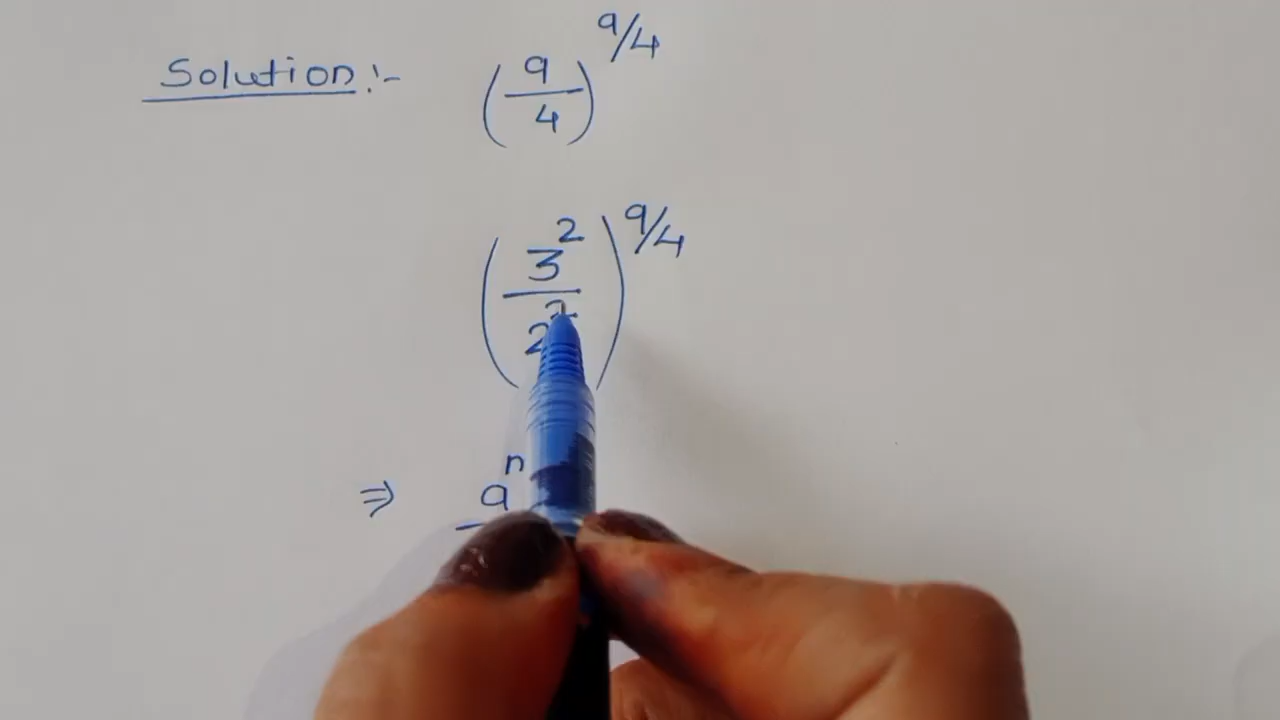 Solution :- (9/4)^9/4
(3^2/2^2)^9/4
⇒ a^n